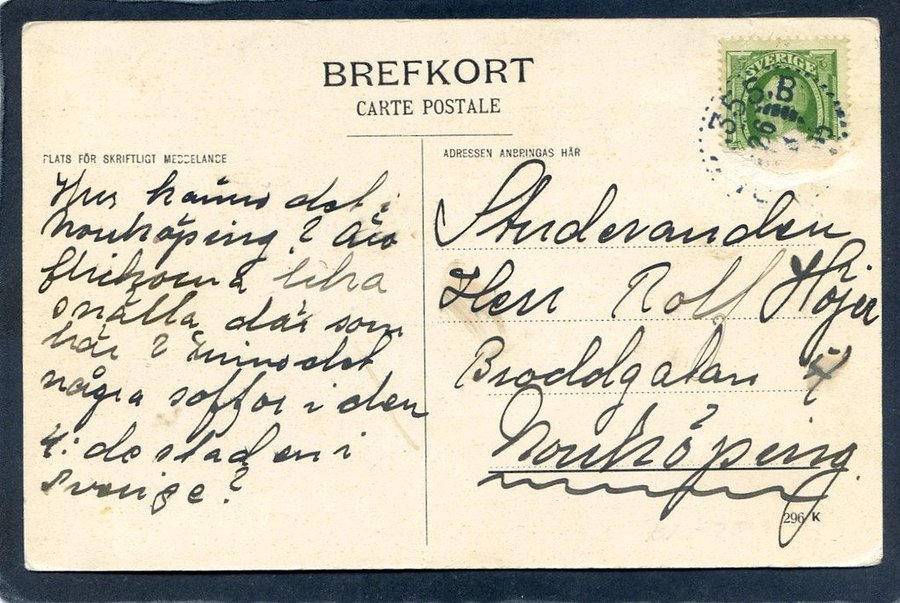 BREFKORT
CARTE POSTALE
SVERIGE
355.B
PLATS FÖR SKRIFTLIGT MEDDELANDE
ADRESSEN ANBRINGAS HÄR
Hur känns det i
Norrköping? Äro
flickorna lika
snälla där som
här? Finns det
några soffor i den
4:de staden i
Sverige?
Studeranden
Herr Rolf Höjer
Broddgatan 4
Norrköping.
296 K